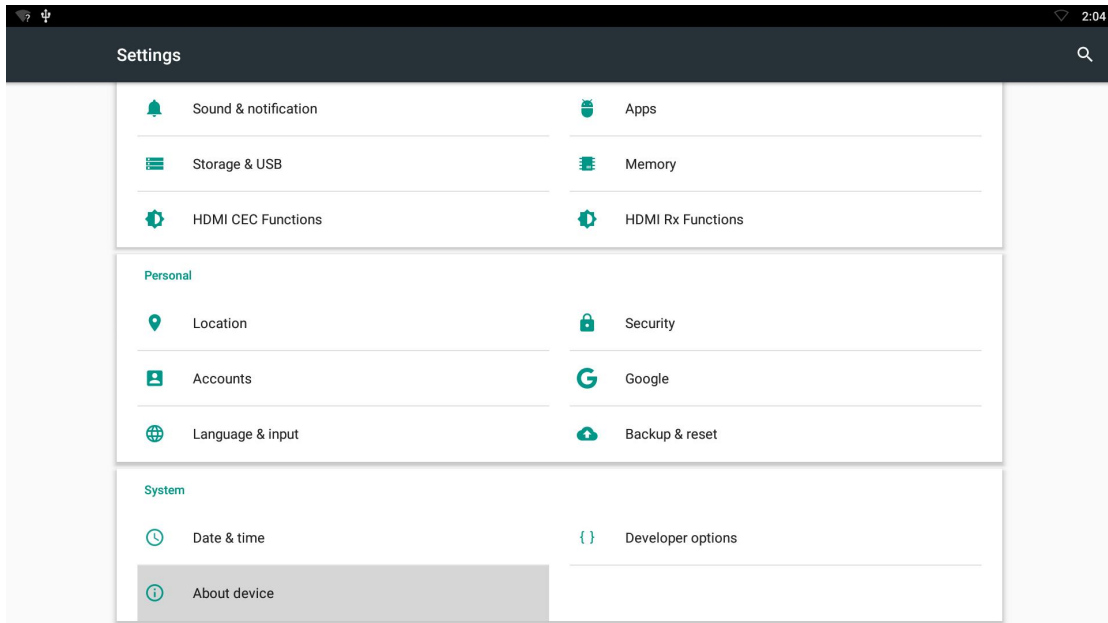 2:04
Settings
Sound & notification
Apps
Storage & USB
Memory
HDMI CEC Functions
HDMI Rx Functions
Personal
Location
Security
Accounts
Google
Language & input
Backup & reset
System
Date & time
{ }
Developer options
About device